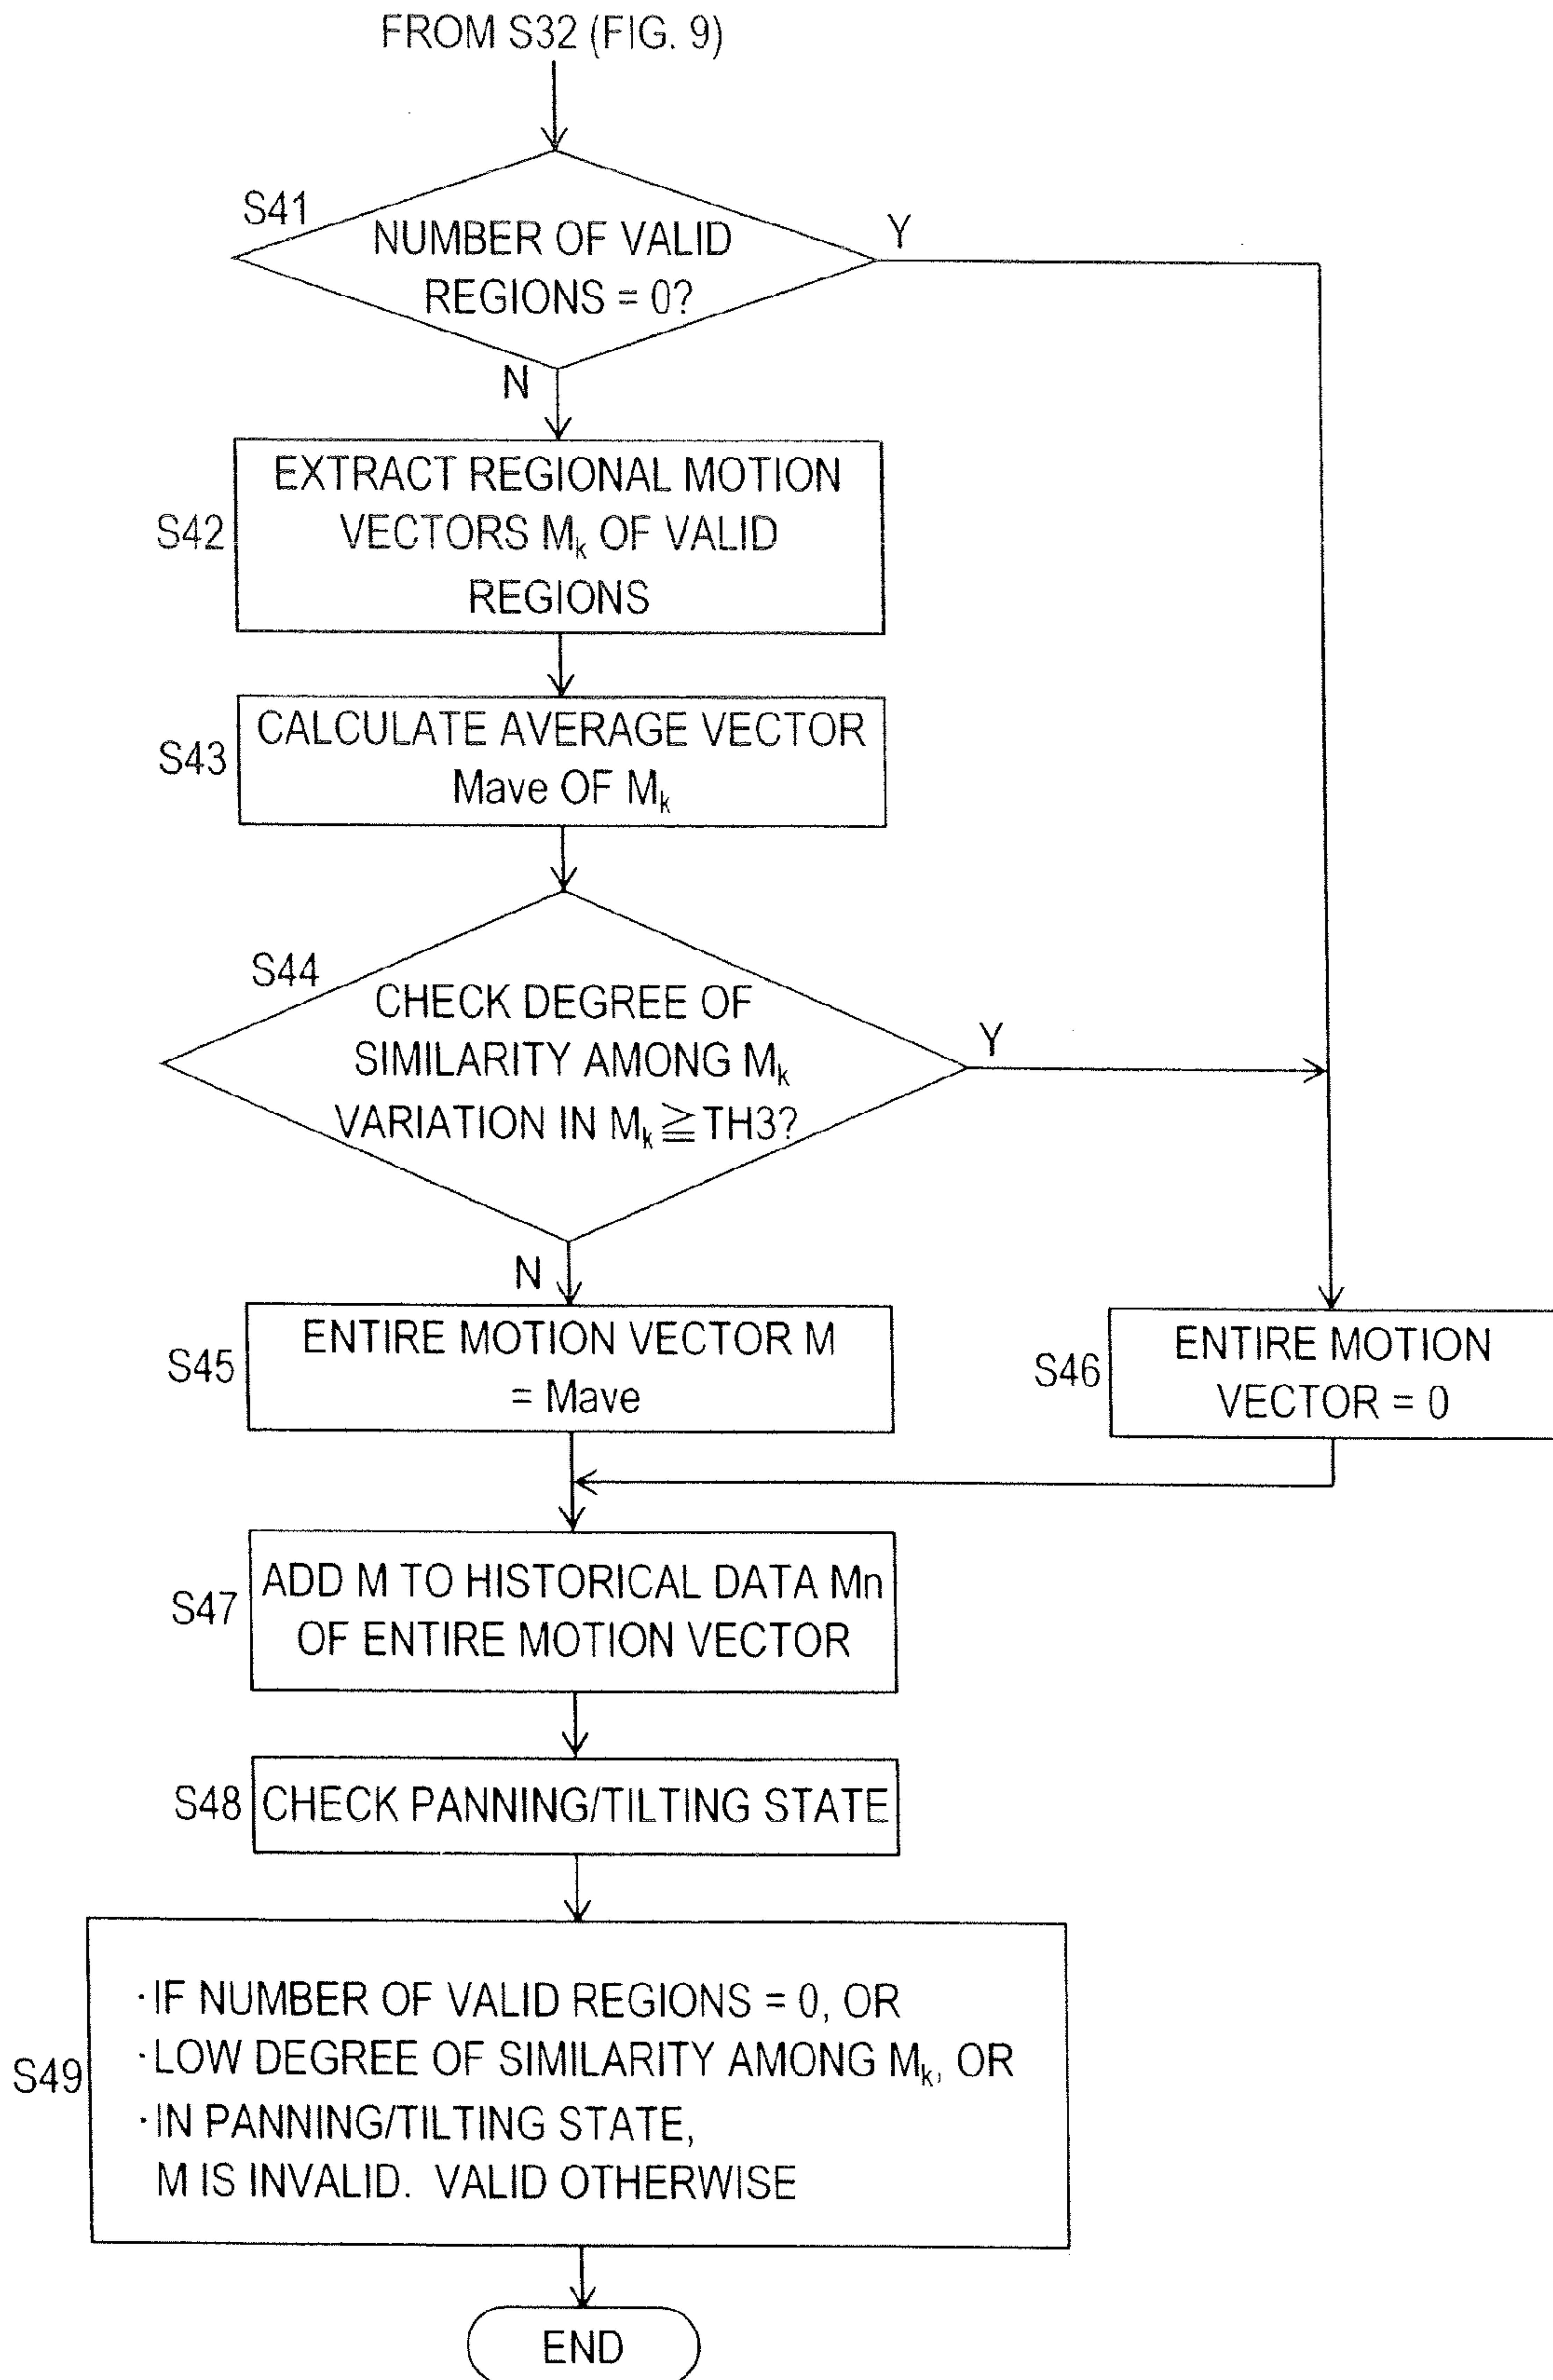 FROM S32 (FIG. 9)
S41
NUMBER OF VALID
REGIONS = 0?
Y
N
S42
EXTRACT REGIONAL MOTION
VECTORS Mk OF VALID
REGIONS
S43
CALCULATE AVERAGE VECTOR
Mave OF Mk
S44
CHECK DEGREE OF
SIMILARITY AMONG Mk
VARIATION IN Mk ≧ TH3?
Y
N
S45
ENTIRE MOTION VECTOR M
= Mave
S46
ENTIRE MOTION
VECTOR = 0
S47
ADD M TO HISTORICAL DATA Mn
OF ENTIRE MOTION VECTOR
S48
CHECK PANNING/TILTING STATE
S49
·IF NUMBER OF VALID REGIONS = 0, OR
·LOW DEGREE OF SIMILARITY AMONG Mk, OR
·IN PANNING/TILTING STATE,
M IS INVALID. VALID OTHERWISE
END